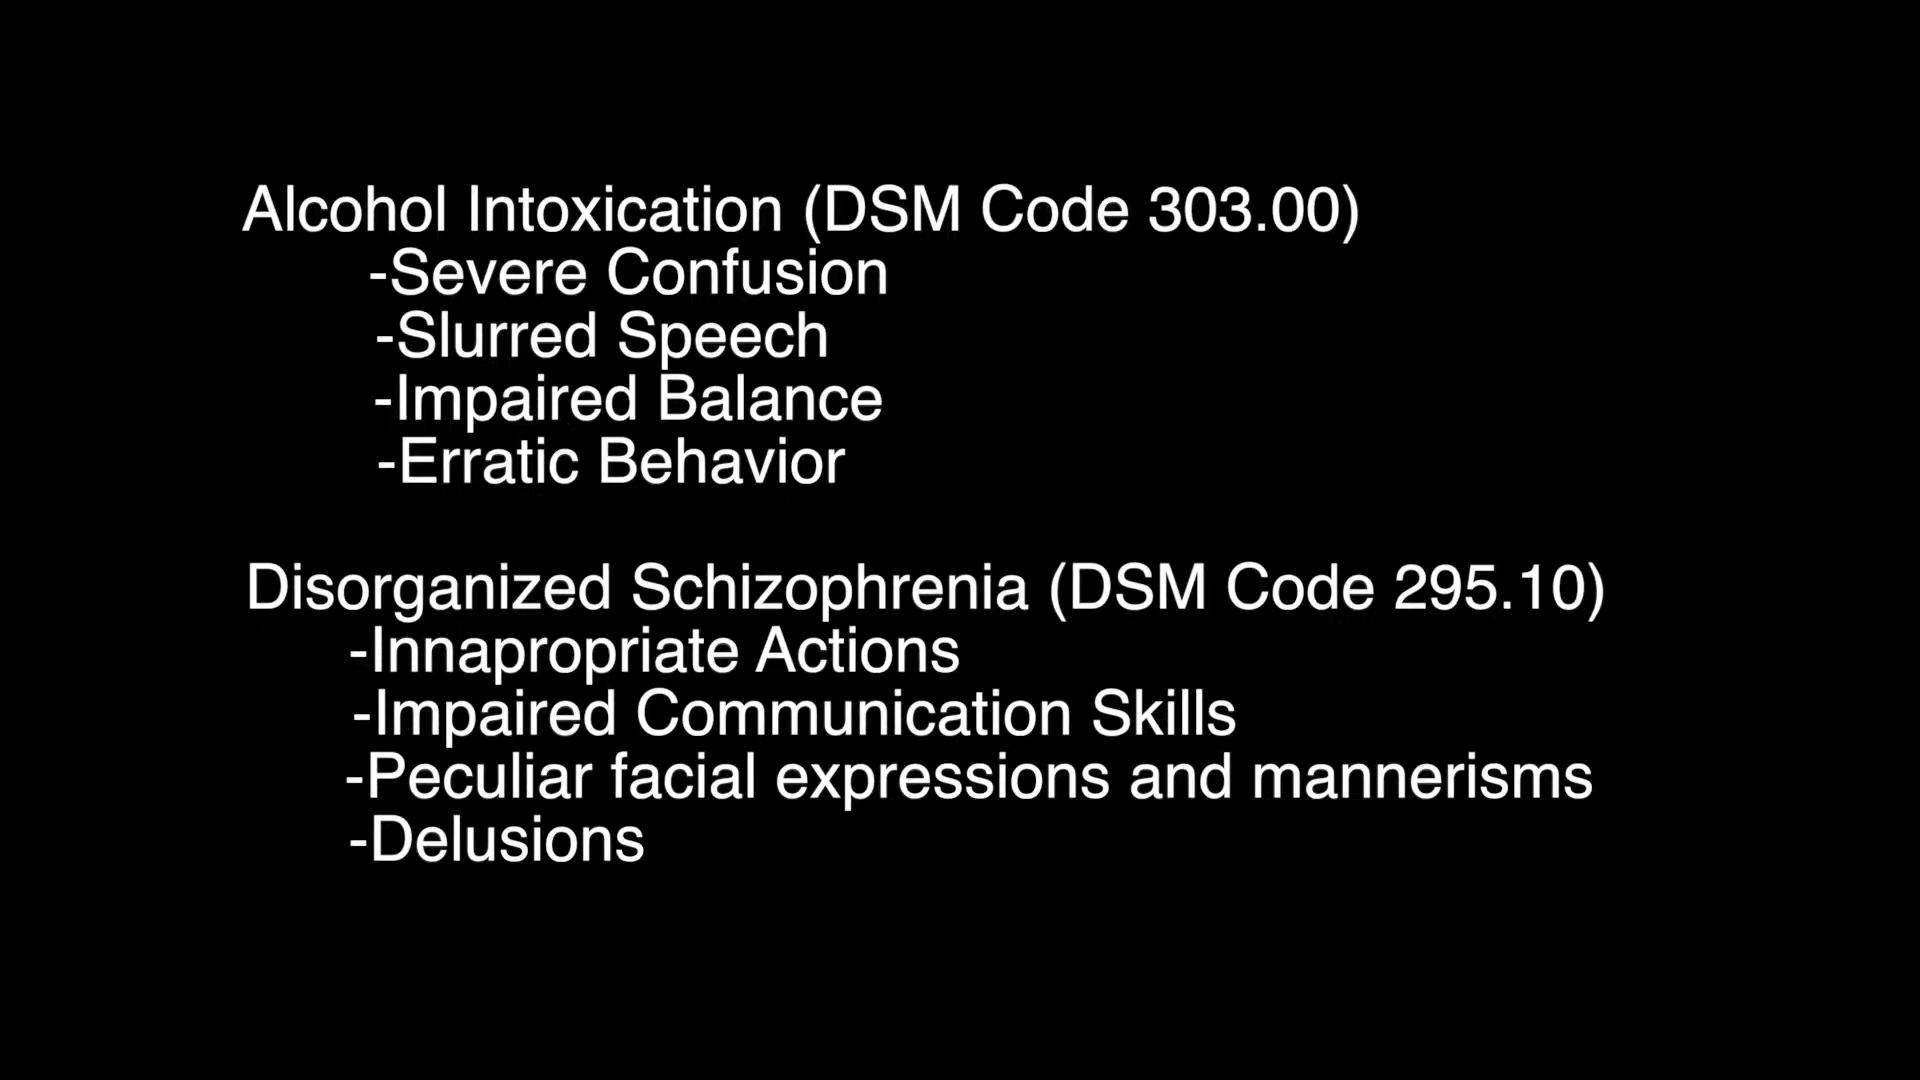 Alcohol Intoxication (DSM Code 303.00)
-Severe Confusion
-Slurred Speech
-Impaired Balance
-Erratic Behavior
Disorganized Schizophrenia (DSM Code 295.10)
-Innapropriate Actions
-Impaired Communication Skills
-Peculiar facial expressions and mannerisms
-Delusions